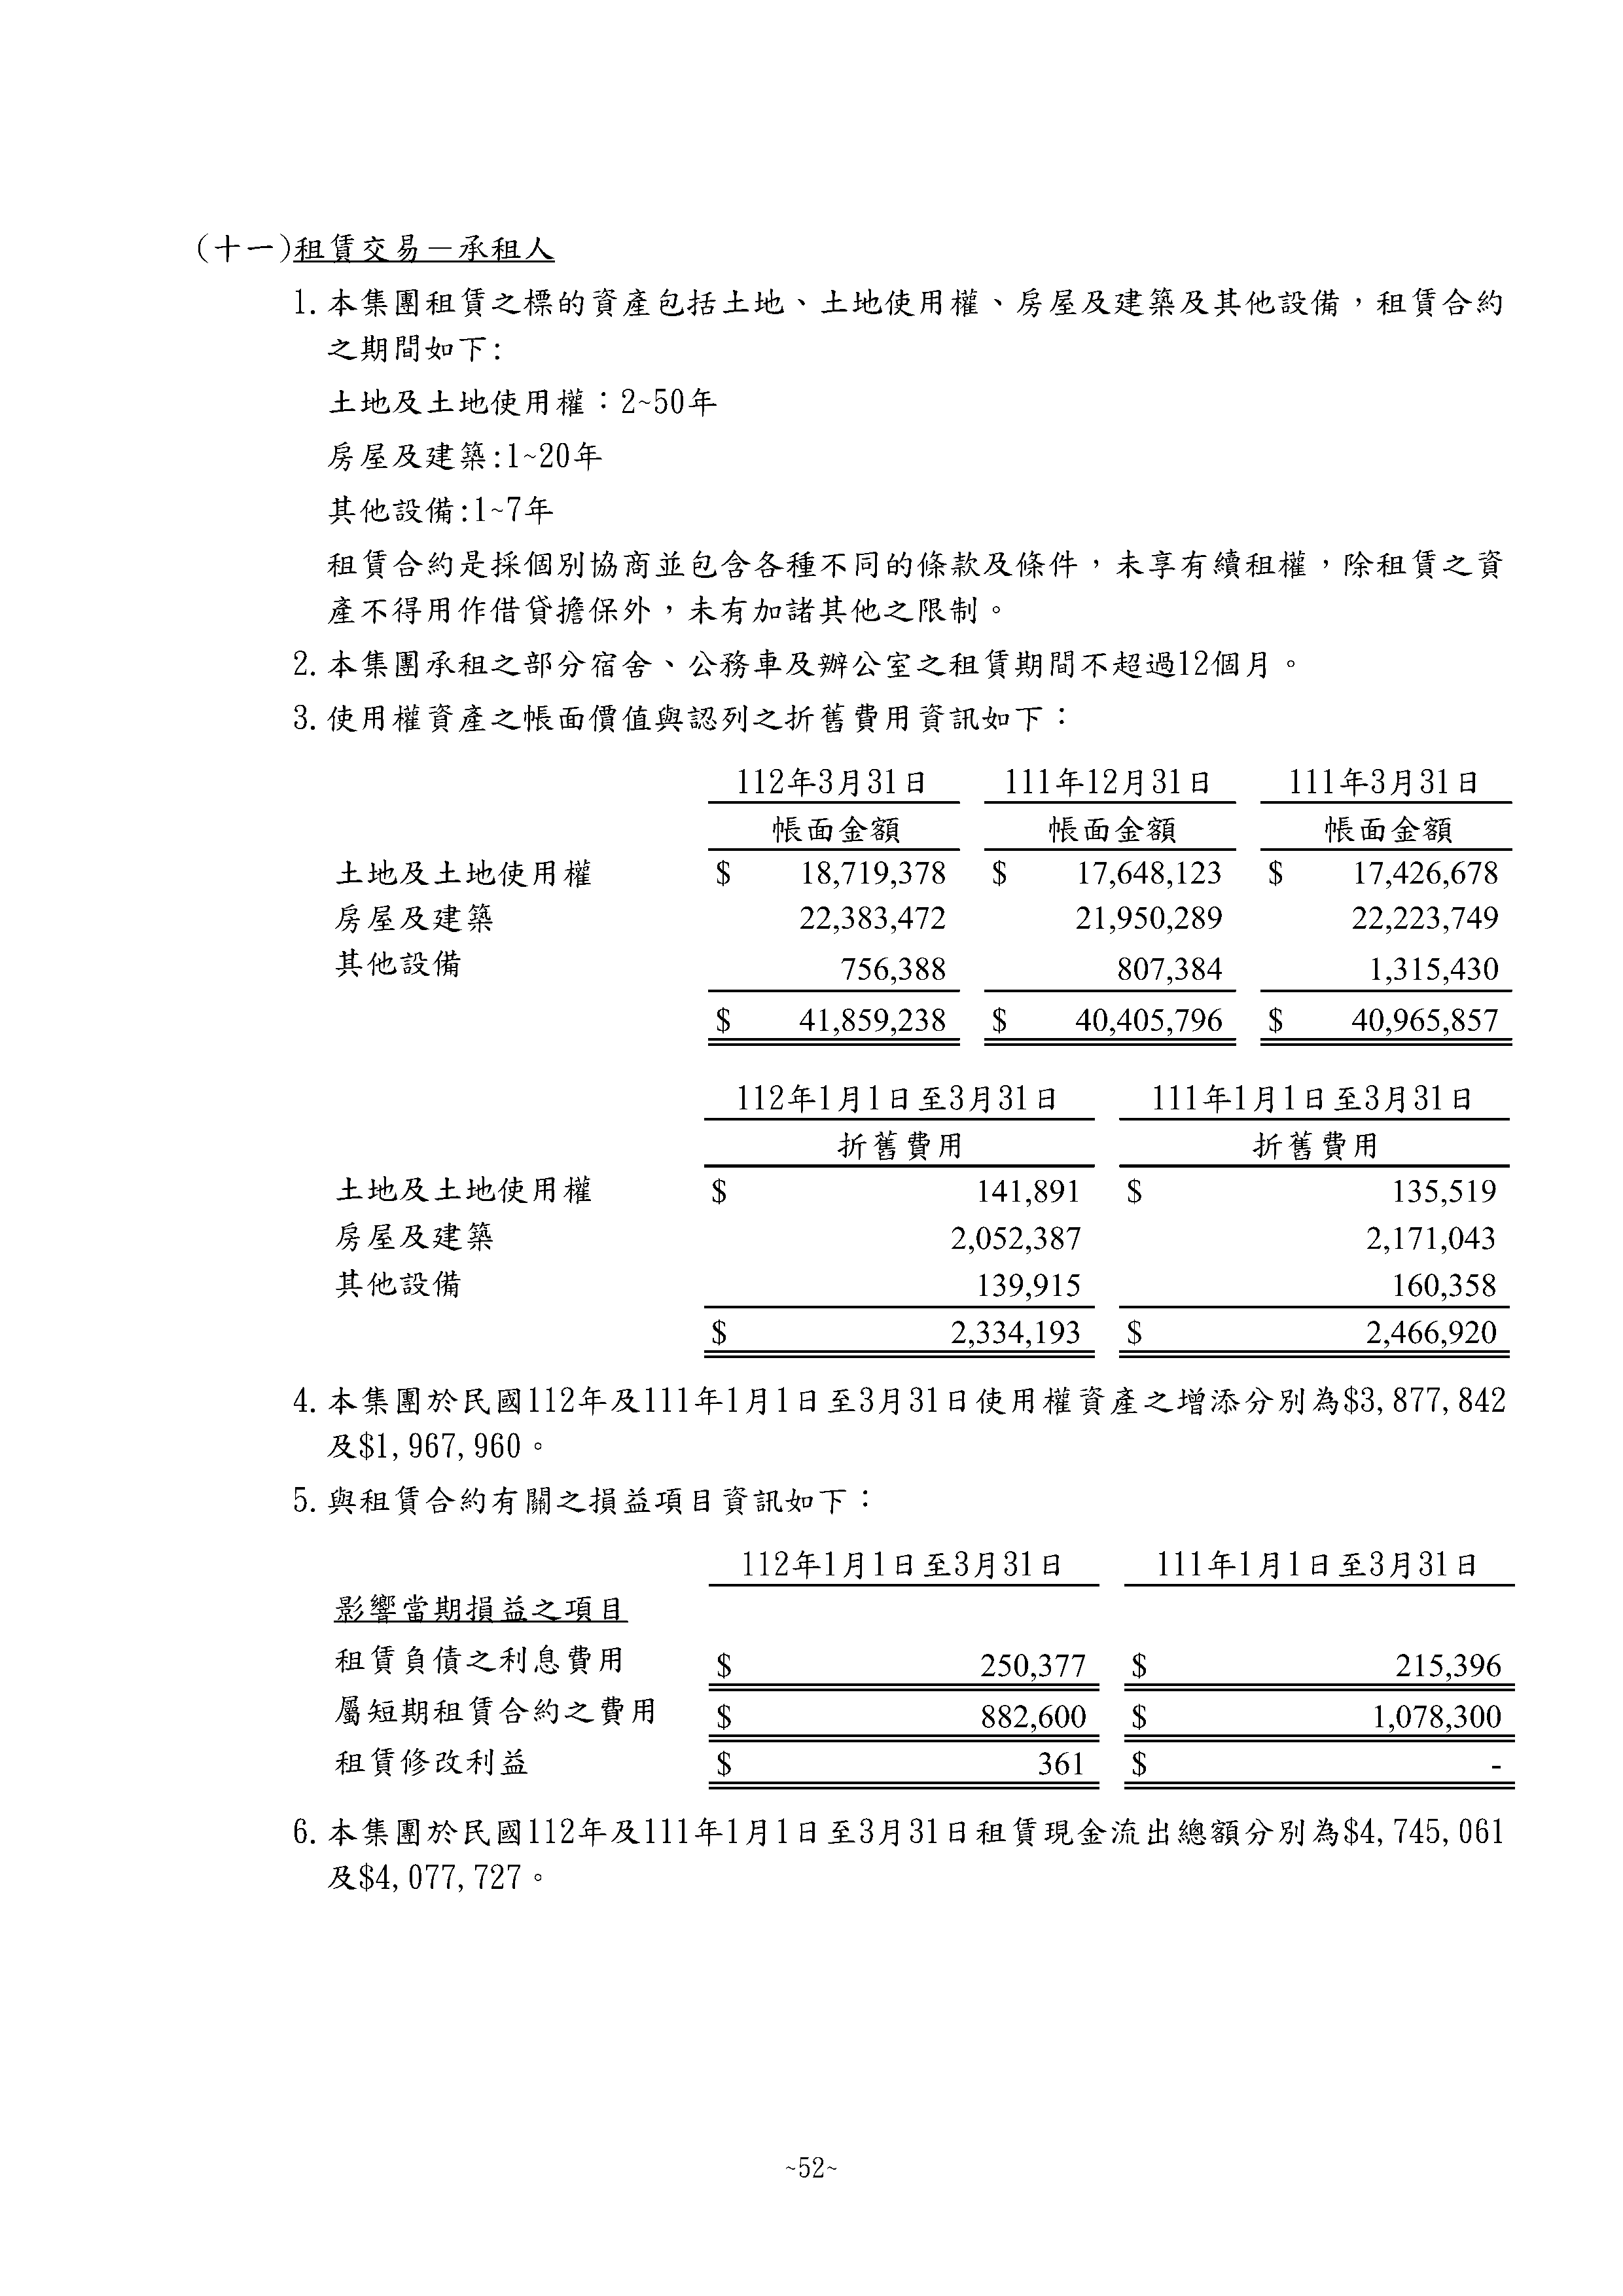 (十一)租賃交易－承租人
1.本集團租賃之標的資產包括土地、土地使用權、房屋及建築及其他設備，租賃合約
之期間如下:
土地及土地使用權：2~50年
房屋及建築:1~20年
其他設備:1~7年
租賃合約是採個別協商並包含各種不同的條款及條件，未享有續租權，除租賃之資
產不得用作借貸擔保外，未有加諸其他之限制。
2.本集團承租之部分宿舍、公務車及辦公室之租賃期間不超過12個月。
3.使用權資產之帳面價值與認列之折舊費用資訊如下：
112年3月31日 111年12月31日 111年3月31日
帳面金額 帳面金額 帳面金額
土地及土地使用權 $ 18,719,378 $ 17,648,123 $ 17,426,678
房屋及建築 22,383,472 21,950,289 22,223,749
其他設備 756,388 807,384 1,315,430
$ 41,859,238 $ 40,405,796 $ 40,965,857
112年1月1日至3月31日 111年1月1日至3月31日
折舊費用 折舊費用
土地及土地使用權 $ 141,891 $ 135,519
房屋及建築 2,052,387 2,171,043
其他設備 139,915 160,358
$ 2,334,193 $ 2,466,920
4.本集團於民國112年及111年1月1日至3月31日使用權資產之增添分別為$3,877,842
及$1,967,960。
5.與租賃合約有關之損益項目資訊如下：
112年1月1日至3月31日 111年1月1日至3月31日
影響當期損益之項目
租賃負債之利息費用 $ 250,377 $ 215,396
屬短期租賃合約之費用 $ 882,600 $ 1,078,300
租賃修改利益 $ 361 $ -
6.本集團於民國112年及111年1月1日至3月31日租賃現金流出總額分別為$4,745,061
及$4,077,727。
~52~